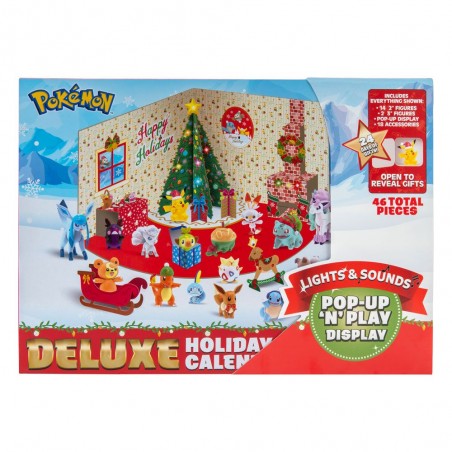 POKÉMON
Happy
Holidays
INCLUDES
EVERYTHING SHOWN:
• 14 2" FIGURES
• 2 3" FIGURES
• POP-UP DISPLAY
• 18 ACCESSORIES
24
OPEN TO
REVEAL GIFTS
46 TOTAL
PIECES
LIGHTS & SOUNDS
POP-UP
'N' PLAY
DISPLAY
DELUXE
HOLIDAY
CALEN